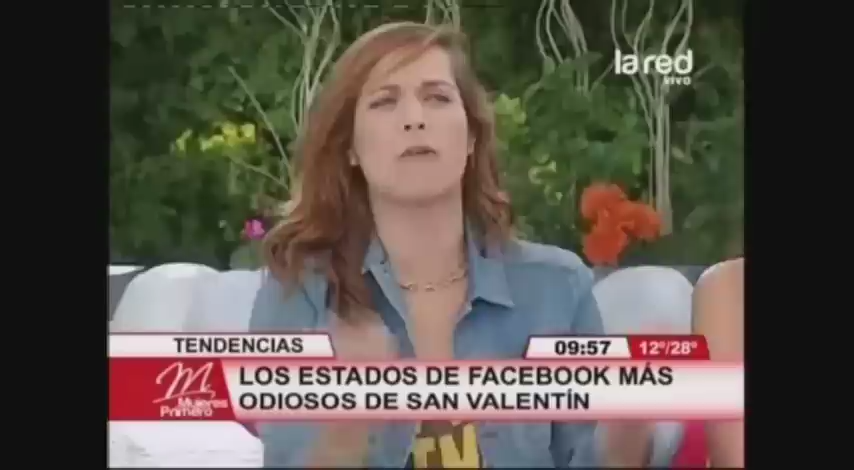 la red
VIVO
TENDENCIAS
09:57
12°/28°
M
Mujeres
Primero
LOS ESTADOS DE FACEBOOK MÁS
ODIOSOS DE SAN VALENTÍN
TV